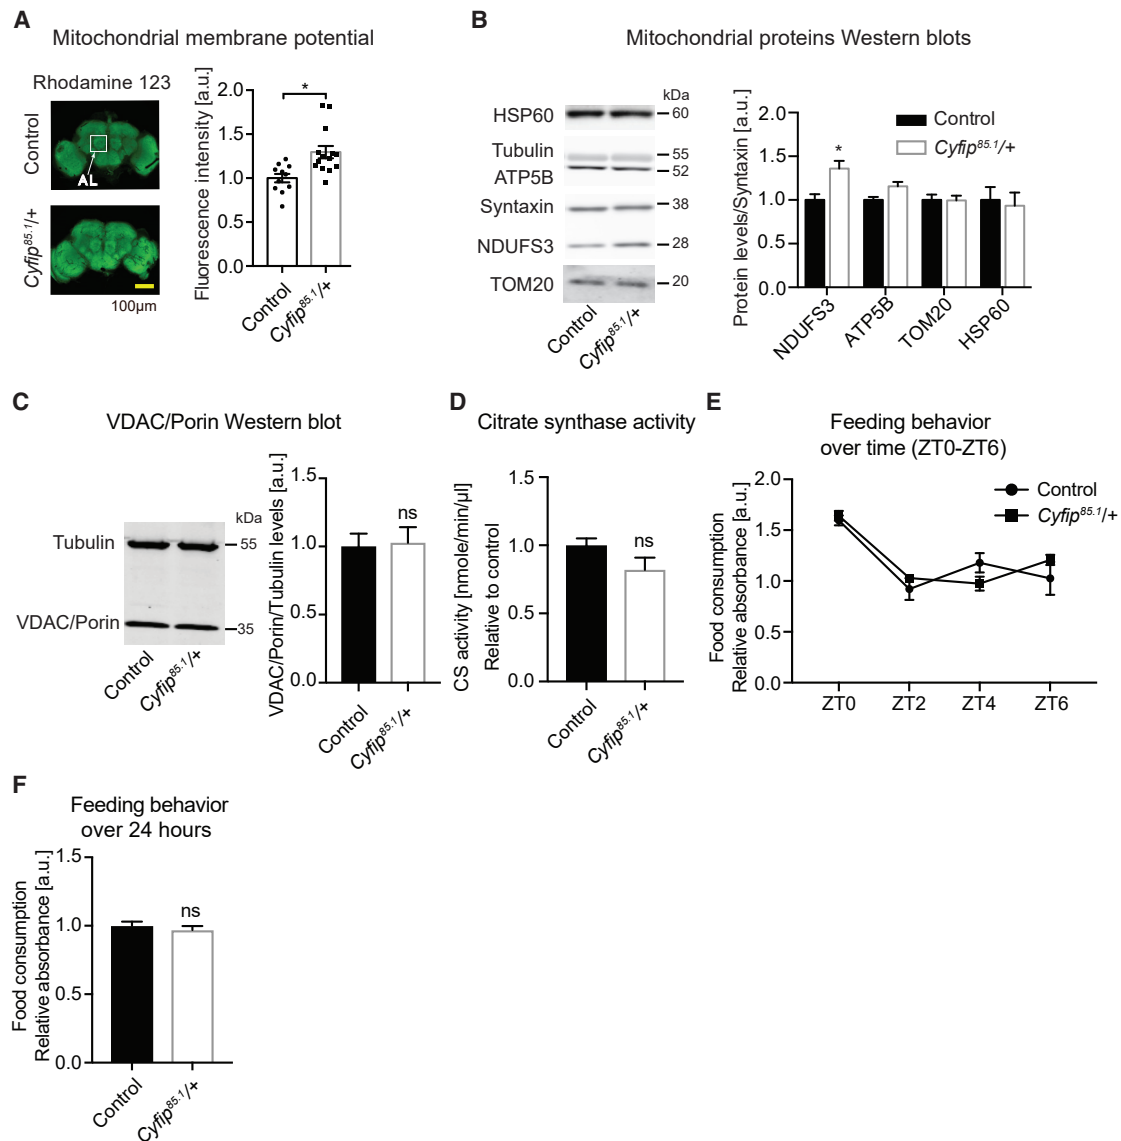 A
Mitochondrial membrane potential
Rhodamine 123
Control
AL
Cyfip85.1/+
100µm
Fluorescence intensity [a.u.]
2.0
1.5
1.0
0.5
0.0
*
Control
Cyfip85.1/+
B
Mitochondrial proteins Western blots
kDa
HSP60
60
Tubulin
55
ATP5B
52
Syntaxin
38
NDUFS3
28
TOM20
20
Control
Cyfip85.1/+
Protein levels/Syntaxin [a.u.]
2.0
1.5
1.0
0.5
0.0
Control
Cyfip85.1/+
*
NDUFS3
ATP5B
TOM20
HSP60
C
VDAC/Porin Western blot
kDa
Tubulin
55
VDAC/Porin
35
Control
Cyfip85.1/+
VDAC/Porin/Tubulin levels [a.u.]
1.5
1.0
0.5
0.0
ns
Control
Cyfip85.1/+
D
Citrate synthase activity
CS activity [nmole/min/µl]
Relative to control
1.5
1.0
0.5
0.0
ns
Control
Cyfip85.1/+
E
Feeding behavior
over time (ZT0-ZT6)
Food consumption
Relative absorbance [a.u.]
2.0
1.5
1.0
0.5
0.0
Control
Cyfip85.1/+
ZT0
ZT2
ZT4
ZT6
F
Feeding behavior
over 24 hours
Food consumption
Relative absorbance [a.u.]
1.5
1.0
0.5
0.0
ns
Control
Cyfip85.1/+